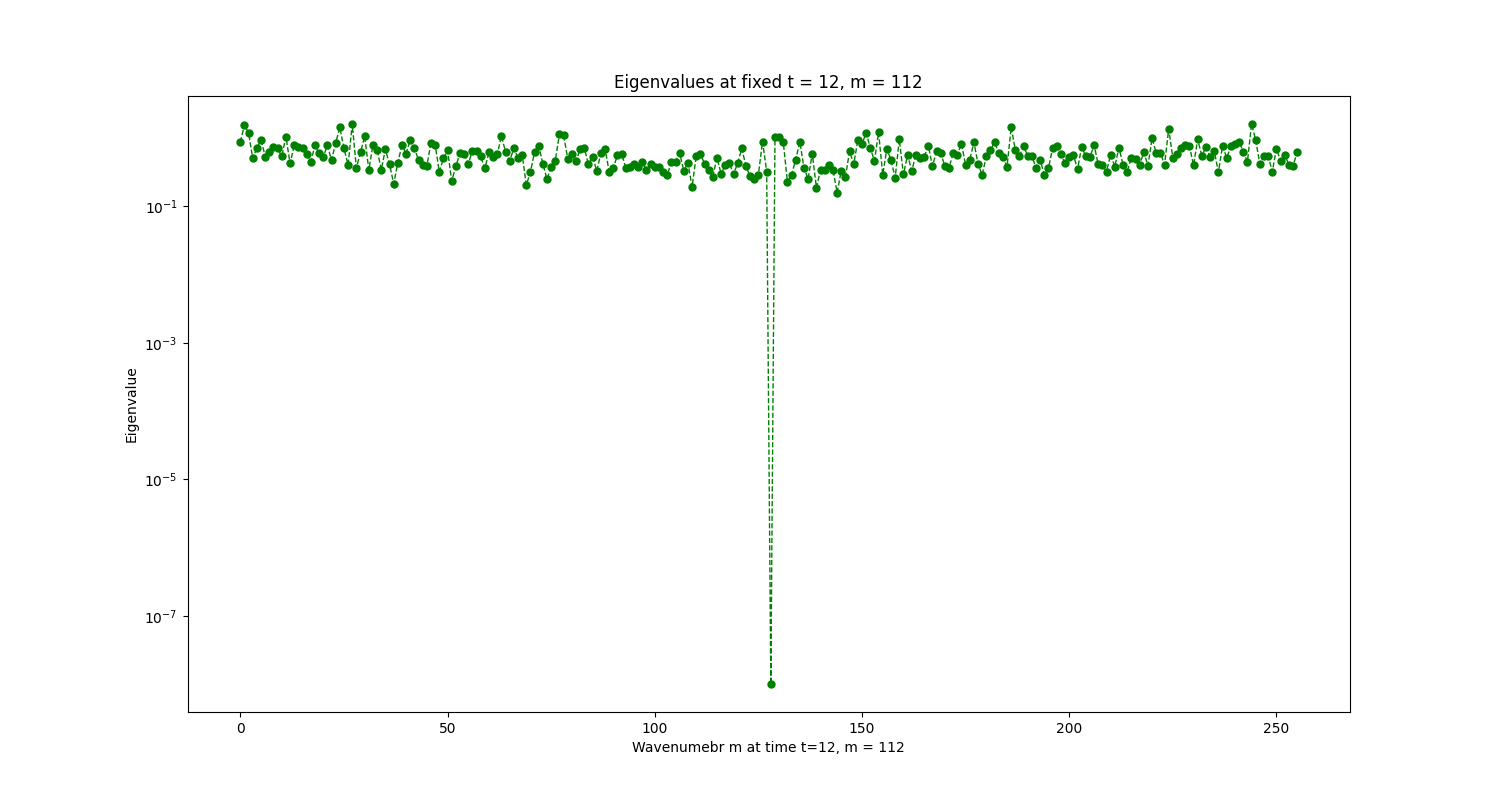 Eigenvalues at fixed t = 12, m = 112
10⁻¹
10⁻³
10⁻⁵
10⁻⁷
Eigenvalue
0 50 100 150 200 250
Wavenumebr m at time t=12, m = 112